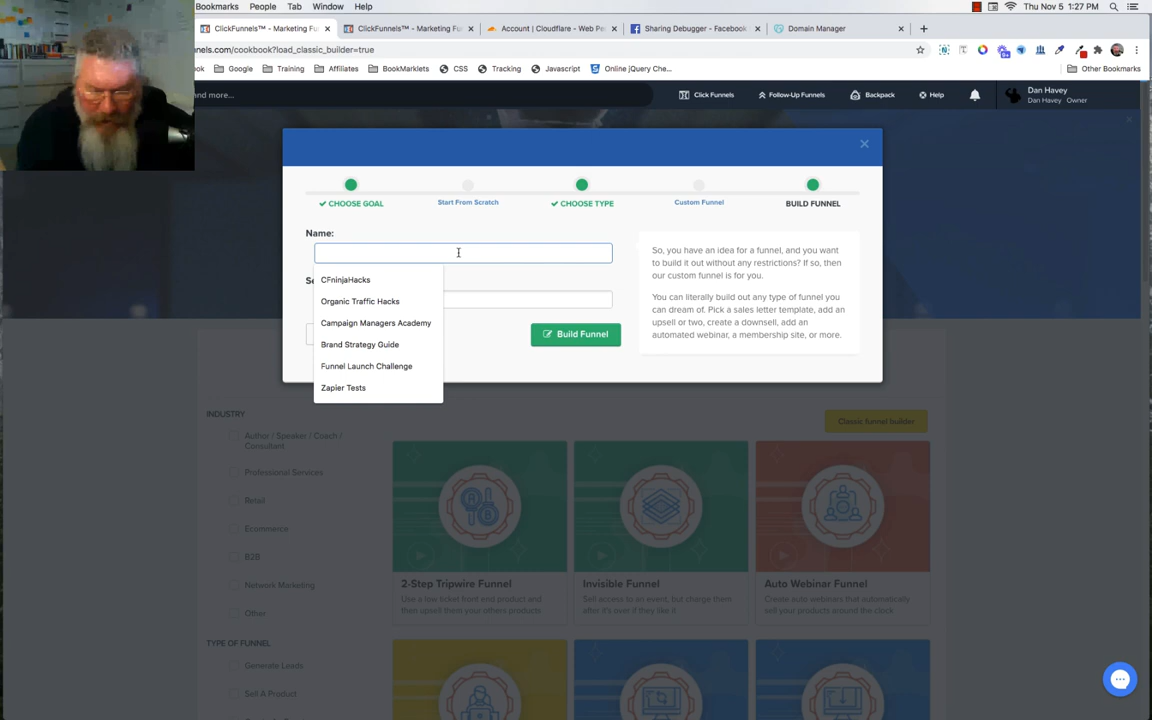 Bookmarks People Tab Window Help
Thu Nov 5 1:27 PM
ClickFunnels™ - Marketing Fu
ClickFunnels™ - Marketing Fun
Account | Cloudflare - Web Pe
Sharing Debugger - Facebook
Domain Manager
nels.com/cookbook?load_classic_builder=true
ok
Google
Training
Affiliates
BookMarklets
CSS
Tracking
Javascript
Online jQuery Che...
Other Bookmarks
nd more...
Click Funnels
Follow-Up Funnels
Backpack
Help
Dan Havey
Dan Havey Owner
CHOOSE GOAL
Start From Scratch
CHOOSE TYPE
Custom Funnel
BUILD FUNNEL
Name:
CFninjaHacks
Organic Traffic Hacks
Campaign Managers Academy
Brand Strategy Guide
Funnel Launch Challenge
Zapier Tests
Build Funnel
So, you have an idea for a funnel, and you want
to build it out without any restrictions? If so, then
our custom funnel is for you.
You can literally build out any type of funnel you
can dream of. Pick a sales letter template, add an
upsell or two, create a downsell, add an
automated webinar, a membership site, or more.
INDUSTRY
Author / Speaker / Coach /
Consultant
Professional Services
Retail
Ecommerce
B2B
Network Marketing
Other
TYPE OF FUNNEL
Generate Leads
Sell A Product
Classic funnel builder
2-Step Tripwire Funnel
Use a low ticket front end product and
then upsell them your others products
Invisible Funnel
Sell access to an event, but charge them
after it's over if they like it
Auto Webinar Funnel
Create auto webinars that automatically
sell your products around the clock